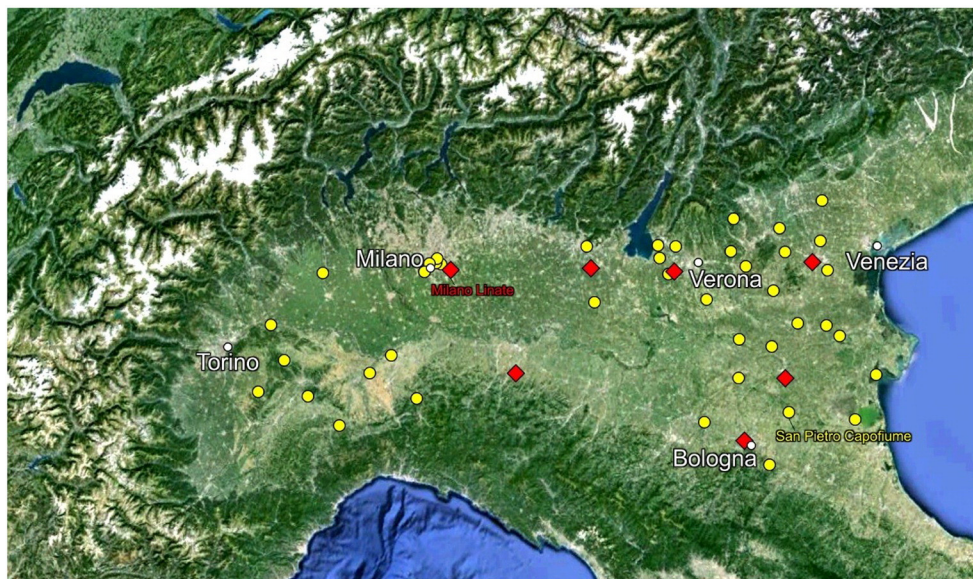 Milano
Milano Linate
Verona
Venezia
Torino
San Pietro Capofiume
Bologna